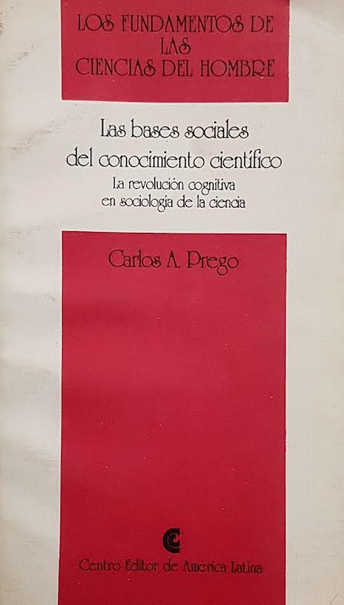 LOS FUNDAMENTOS DE
LAS
CIENCIAS DEL HOMBRE
Las bases sociales
del conocimiento científico
La revolución cognitiva
en sociología de la ciencia
Carlos A. Prego
Centro Editor de América Latina